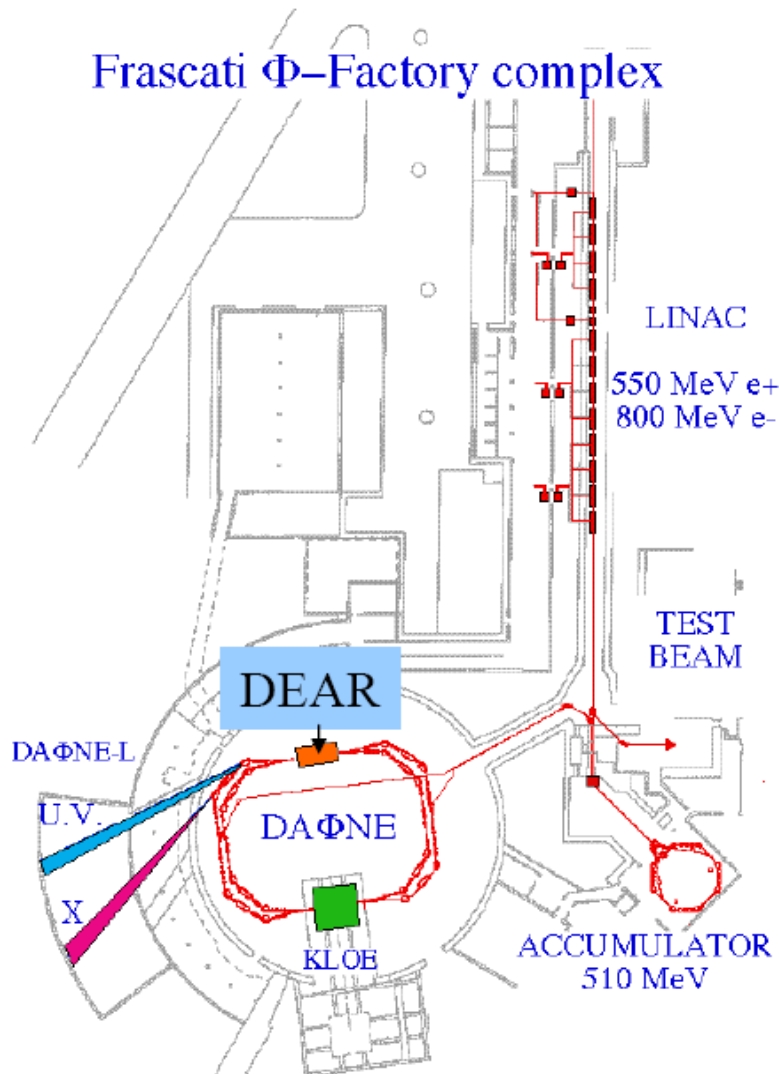 Frascati Φ–Factory complex
LINAC
550 MeV e+
800 MeV e-
TEST
BEAM
DEAR
DAΦNE-L
U.V.
DAΦNE
X
KLOE
ACCUMULATOR
510 MeV